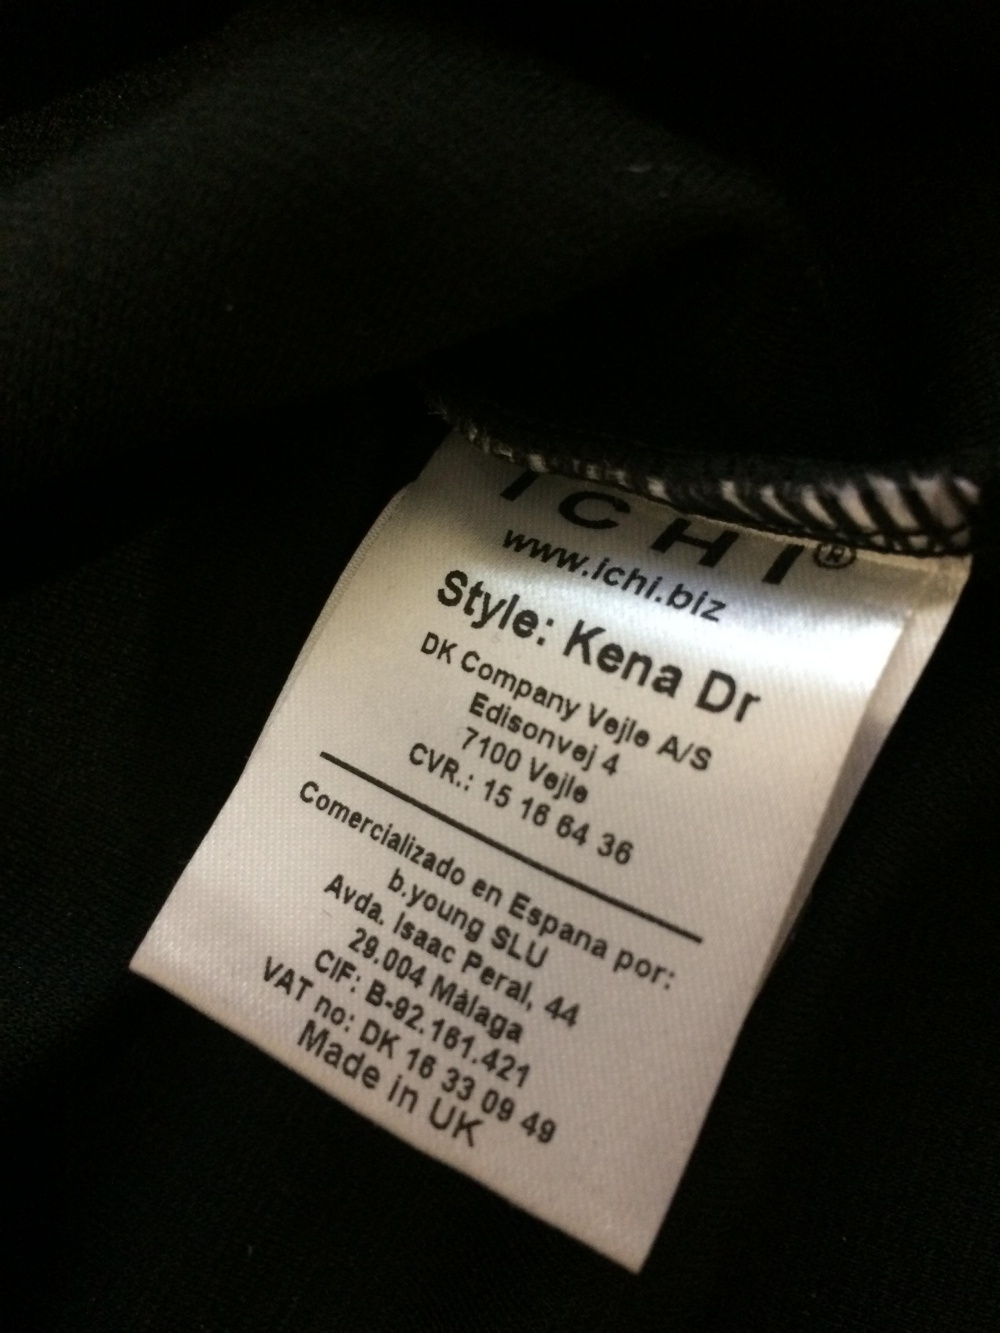 ICHI®
www.ichi.biz
Style: Kena Dr
DK Company Vejle A/S
Edisonvej 4
7100 Vejle
CVR.: 15 16 64 36
Comercializado en Espana por:
b.young SLU
Avda. Isaac Peral, 44
29.004 Màlaga
CIF: B-92.161.421
VAT no: DK 16 33 09 49
Made in UK